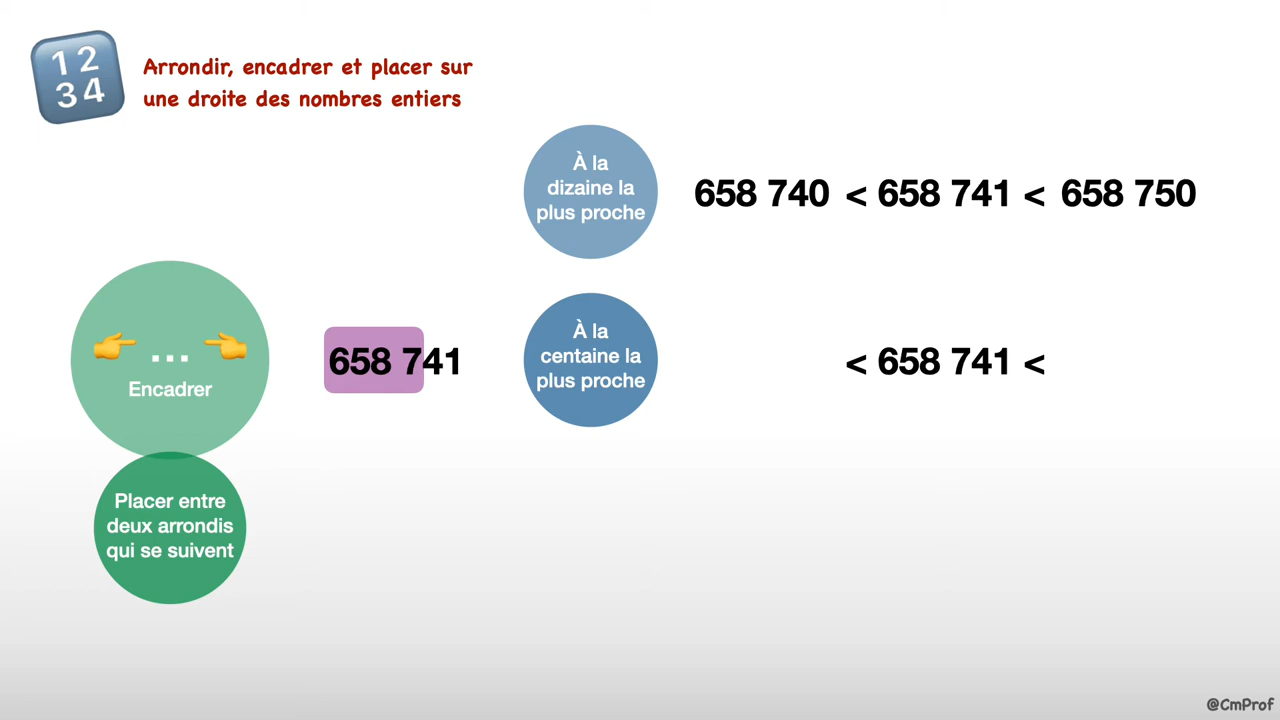 1 2
3 4
Arrondir, encadrer et placer sur
une droite des nombres entiers
À la
dizaine la
plus proche
658 740 < 658 741 < 658 750
...
Encadrer
658 741
À la
centaine la
plus proche
< 658 741 <
Placer entre
deux arrondis
qui se suivent
@CmProf